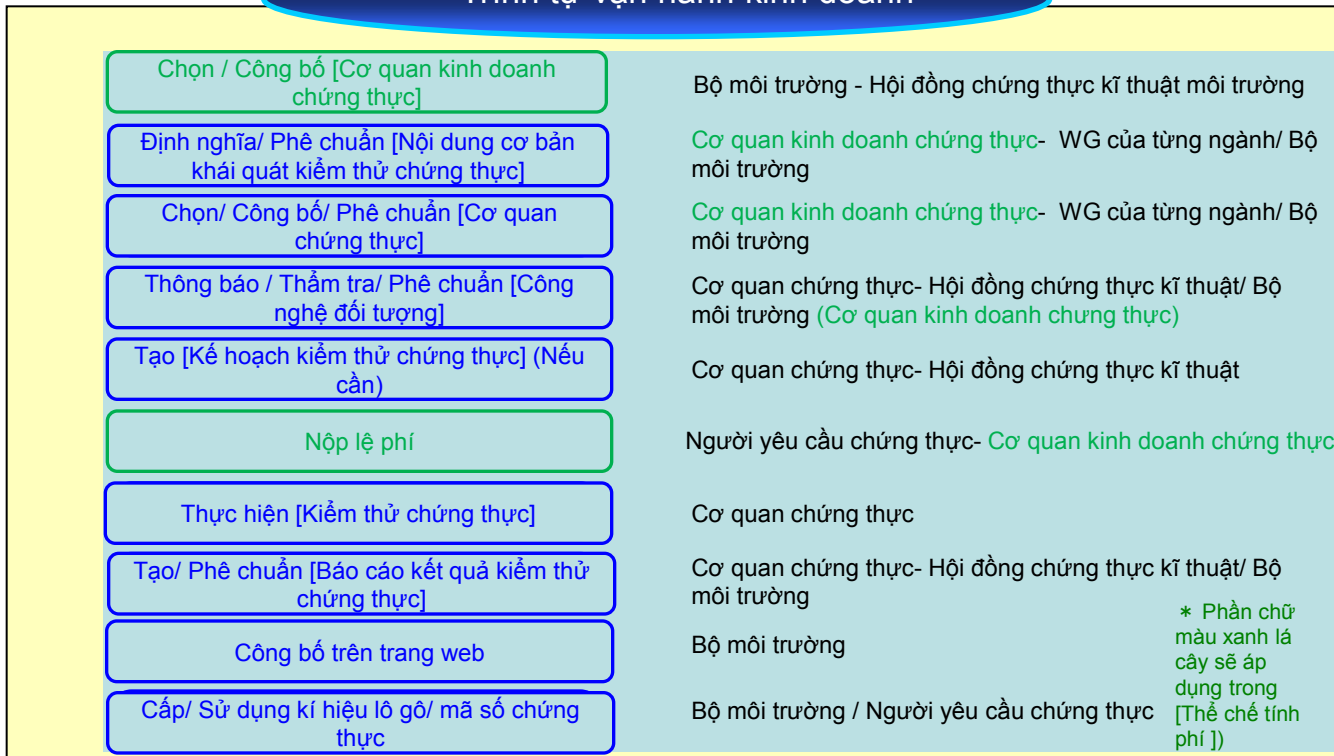 Trình tự vận hành kinh doanh
Chọn / Công bố [Cơ quan kinh doanh
chứng thực]
Bộ môi trường - Hội đồng chứng thực kĩ thuật môi trường
Định nghĩa/ Phê chuẩn [Nội dung cơ bản
khái quát kiểm thử chứng thực]
Cơ quan kinh doanh chứng thực- WG của từng ngành/ Bộ
môi trường
Chọn/ Công bố/ Phê chuẩn [Cơ quan
chứng thực]
Cơ quan kinh doanh chứng thực- WG của từng ngành/ Bộ
môi trường
Thông báo / Thẩm tra/ Phê chuẩn [Công
nghệ đối tượng]
Cơ quan chứng thực- Hội đồng chứng thực kĩ thuật/ Bộ
môi trường (Cơ quan kinh doanh chưng thực)
Tạo [Kế hoạch kiểm thử chứng thực] (Nếu
cần)
Cơ quan chứng thực- Hội đồng chứng thực kĩ thuật
Nộp lệ phí
Người yêu cầu chứng thực- Cơ quan kinh doanh chứng thực
Thực hiện [Kiểm thử chứng thực]
Cơ quan chứng thực
Tạo/ Phê chuẩn [Báo cáo kết quả kiểm thử
chứng thực]
Cơ quan chứng thực- Hội đồng chứng thực kĩ thuật/ Bộ
môi trường
Công bố trên trang web
Bộ môi trường
Cấp/ Sử dụng kí hiệu lô gô/ mã số chứng
thực
Bộ môi trường / Người yêu cầu chứng thực
* Phần chữ
màu xanh lá
cây sẽ áp
dụng trong
[Thể chế tính
phí ])